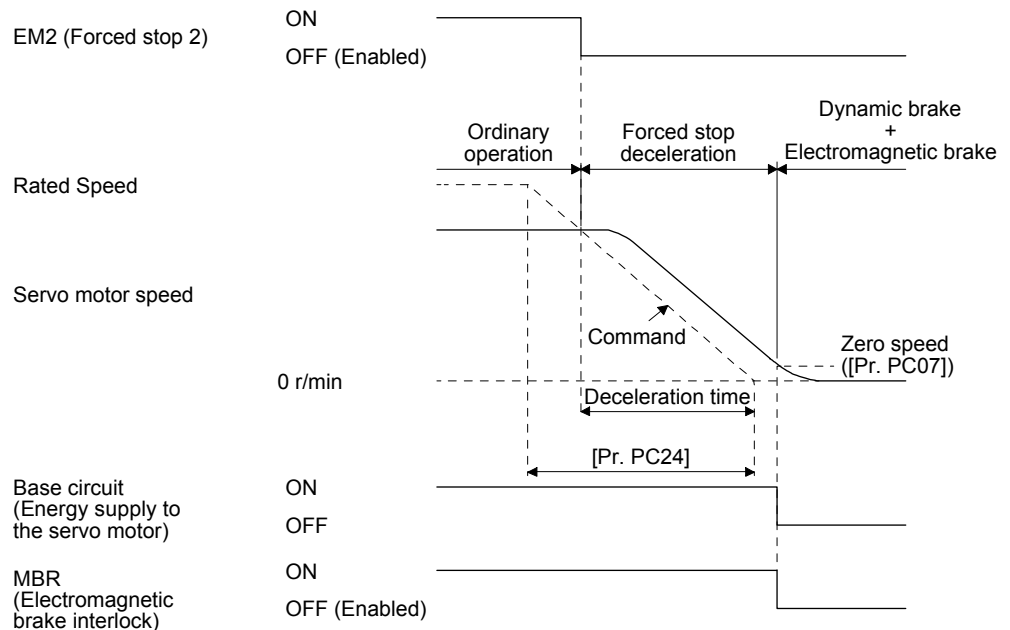 EM2 (Forced stop 2)
ON
OFF (Enabled)
Ordinary
operation
Forced stop
deceleration
Dynamic brake
+
Electromagnetic brake
Rated Speed
Servo motor speed
Command
Zero speed
([Pr. PC07])
0 r/min
Deceleration time
[Pr. PC24]
Base circuit
(Energy supply to
the servo motor)
ON
OFF
MBR
(Electromagnetic
brake interlock)
ON
OFF (Enabled)